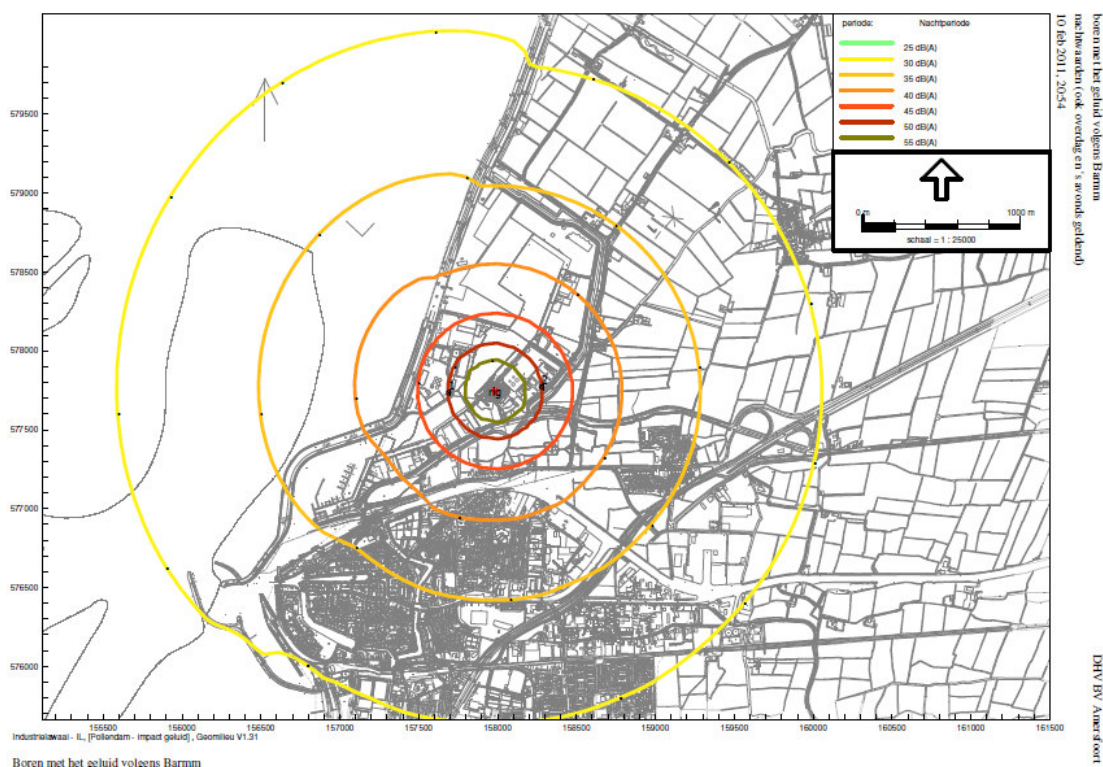 periode: Nachtperiode
25 dB(A)
30 dB(A)
35 dB(A)
40 dB(A)
45 dB(A)
50 dB(A)
55 dB(A)
0 m 1000 m
schaal = 1 : 25000
boren met het geluid volgens Barmm
nachtwaarden (ook overdag en 's avonds geldend)
10 feb 2011, 20:54
DHV BV Amersfoort
579500
579000
578500
578000
577500
577000
576500
576000
rig
155500 156000 156500 157000 157500 158000 158500 159000 159500 160000 160500 161000 161500
Industrielawaai - IL, [Pollendam - impact geluid] , Geomilieu V1.31
Boren met het geluid volgens Barmm